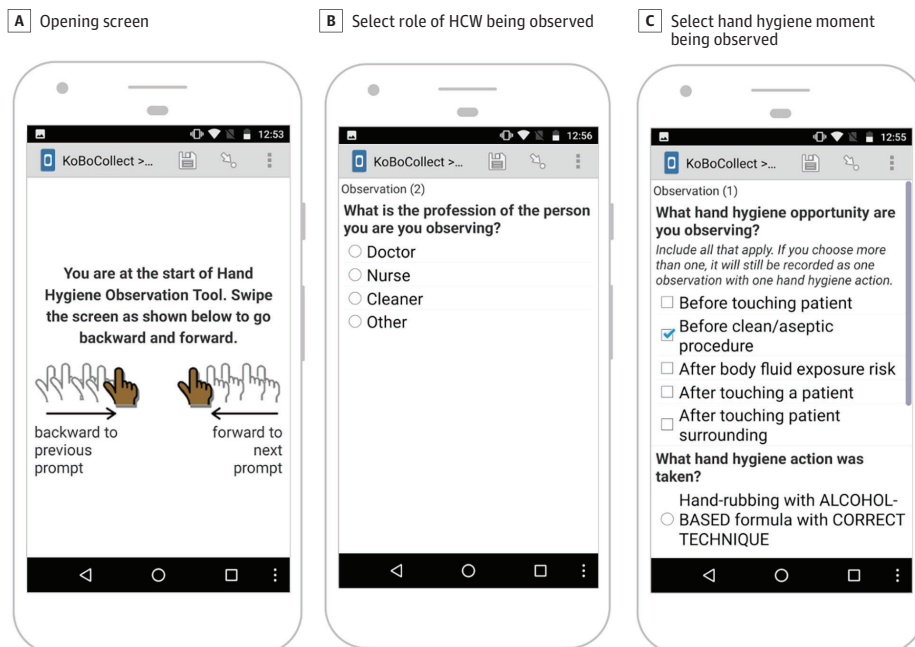 A Opening screen
12:53
KoBoCollect >...
You are at the start of Hand
Hygiene Observation Tool. Swipe
the screen as shown below to go
backward and forward.
backward to
previous
prompt
forward to
next
prompt
B Select role of HCW being observed
12:56
KoBoCollect >...
Observation (2)
What is the profession of the person
you are you observing?
Doctor
Nurse
Cleaner
Other
C Select hand hygiene moment
being observed
12:55
KoBoCollect >...
Observation (1)
What hand hygiene opportunity are
you observing?
Include all that apply. If you choose more
than one, it will still be recorded as one
observation with one hand hygiene action.
Before touching patient
Before clean/aseptic
procedure
After body fluid exposure risk
After touching a patient
After touching patient
surrounding
What hand hygiene action was
taken?
Hand-rubbing with ALCOHOL-
BASED formula with CORRECT
TECHNIQUE